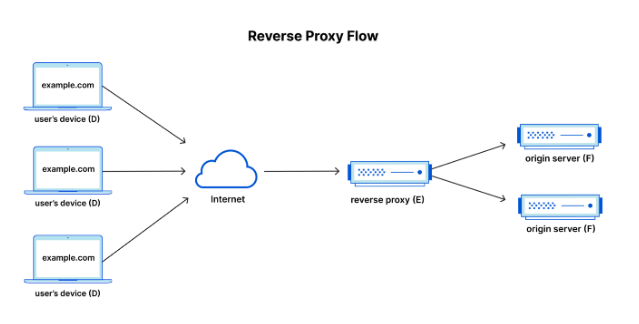 Reverse Proxy Flow
example.com
user's device (D)
example.com
user's device (D)
example.com
user's device (D)
Internet
reverse proxy (E)
origin server (F)
origin server (F)